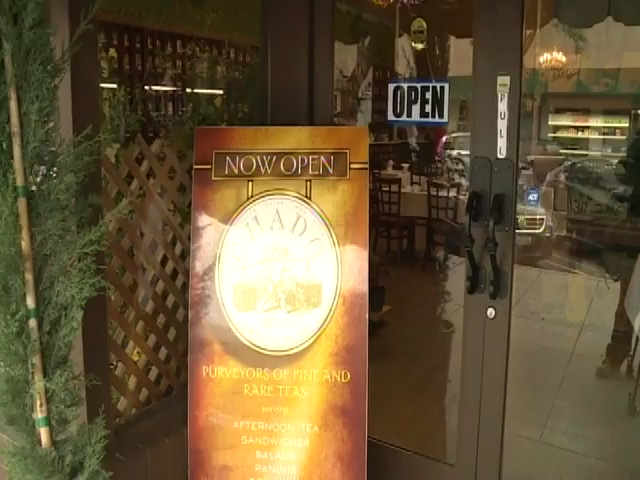 OPEN
PULL
NOW OPEN
PURVEYORS OF FINE AND
RARE TEAS
serving
AFTERNOON TEA
SANDWICHES
SALADS
PANINIS